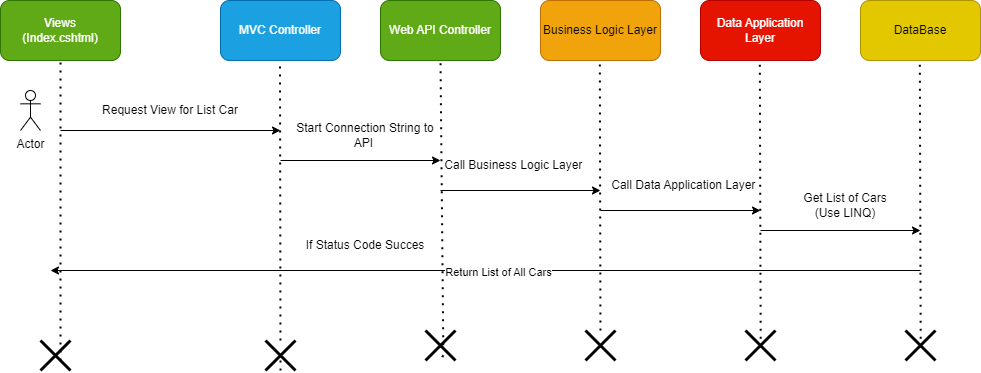 Views
(Index.cshtml)
MVC Controller
Web API Controller
Business Logic Layer
Data Application
Layer
DataBase
Actor
Request View for List Car
Start Connection String to
API
Call Business Logic Layer
Call Data Application Layer
Get List of Cars
(Use LINQ)
If Status Code Succes
Return List of All Cars